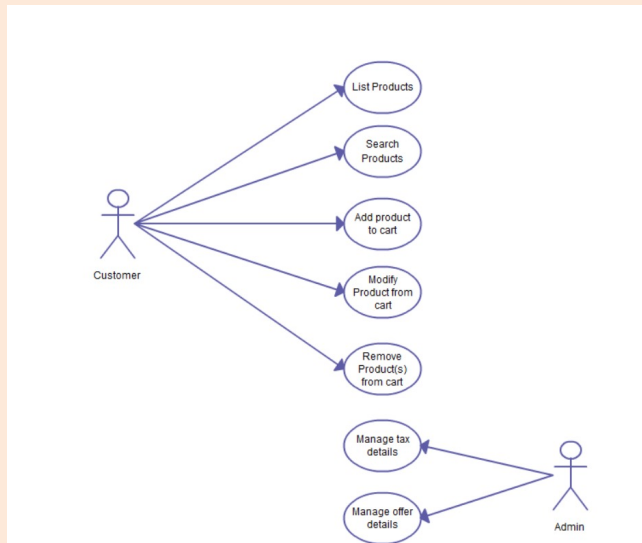 List Products
Search
Products
Add product
to cart
Customer
Modify
Product from
cart
Remove
Product(s)
from cart
Manage tax
details
Manage offer
details
Admin